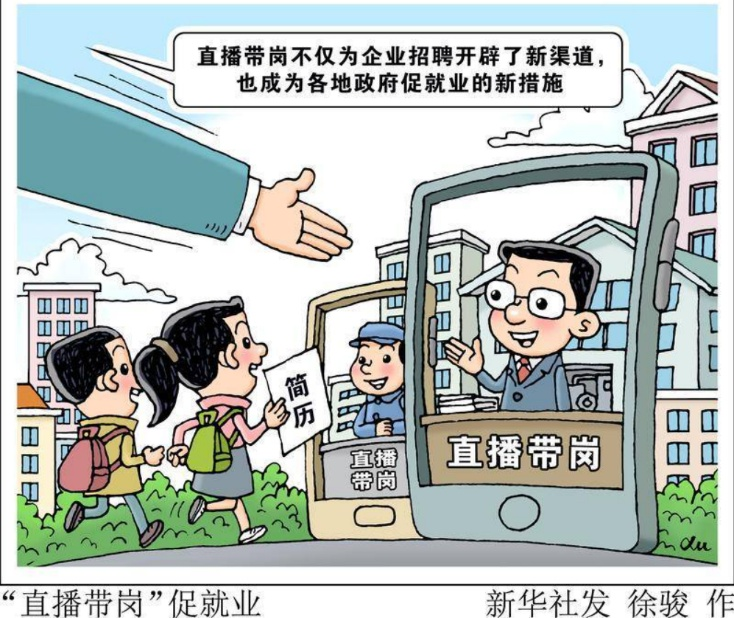 直播带岗不仅为企业招聘开辟了新渠道，
也成为各地政府促就业的新措施
简历
直播
带岗
直播带岗
“直播带岗”促就业
新华社发 徐骏 作